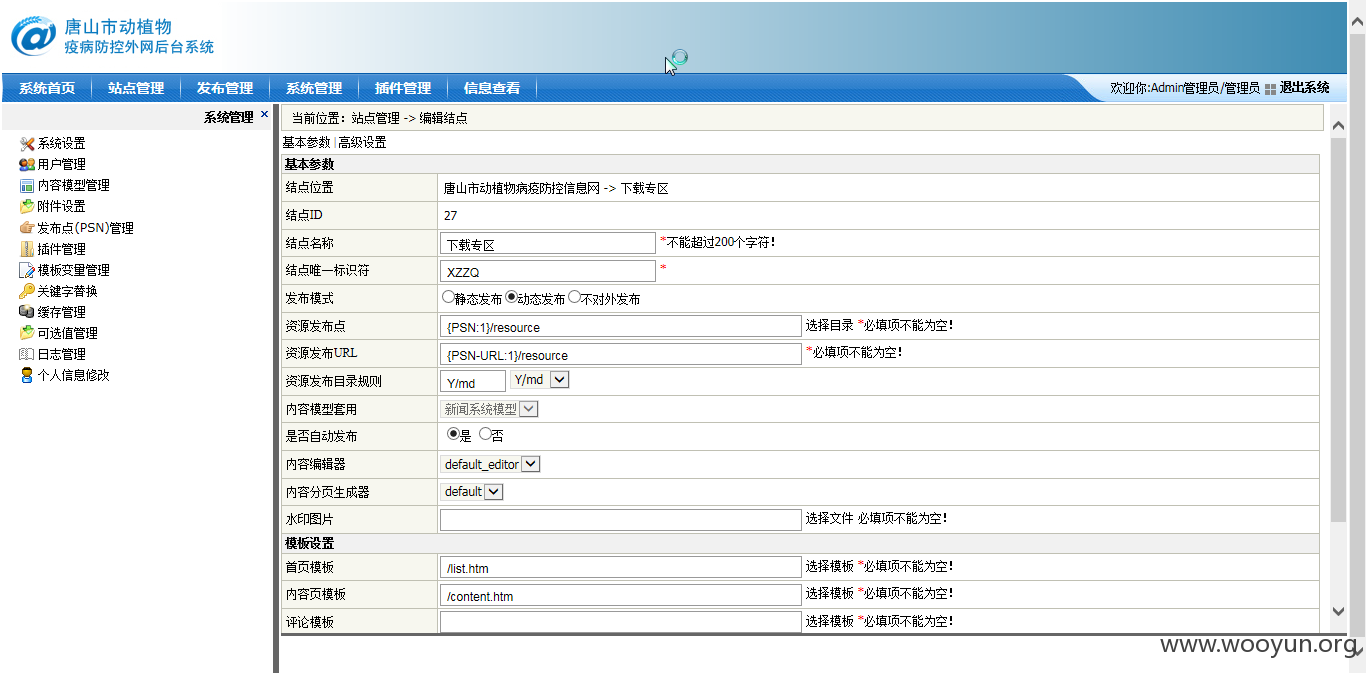 唐山市动植物
疫病防控外网后台系统
系统首页 站点管理 发布管理 系统管理 插件管理 信息查看 欢迎你:Admin管理员/管理员 退出系统
系统管理 ×
系统设置
用户管理
内容模型管理
附件设置
发布点(PSN)管理
插件管理
模板变量管理
关键字替换
缓存管理
可选值管理
日志管理
个人信息修改
当前位置：站点管理 -> 编辑结点
基本参数 | 高级设置
基本参数
结点位置 唐山市动植物病疫防控信息网 -> 下载专区
结点ID 27
结点名称 下载专区 *不能超过200个字符!
结点唯一标识符 XZZQ *
发布模式 静态发布 动态发布 不对外发布
资源发布点 {PSN:1}/resource 选择目录 *必填项不能为空!
资源发布URL {PSN-URL:1}/resource *必填项不能为空!
资源发布目录规则 Y/md Y/md
内容模型套用 新闻系统模型
是否自动发布 是 否
内容编辑器 default_editor
内容分页生成器 default
水印图片 选择文件 必填项不能为空!
模板设置
首页模板 /list.htm 选择模板 *必填项不能为空!
内容页模板 /content.htm 选择模板 *必填项不能为空!
评论模板 选择模板 *必填项不能为空!
www.wooyun.org